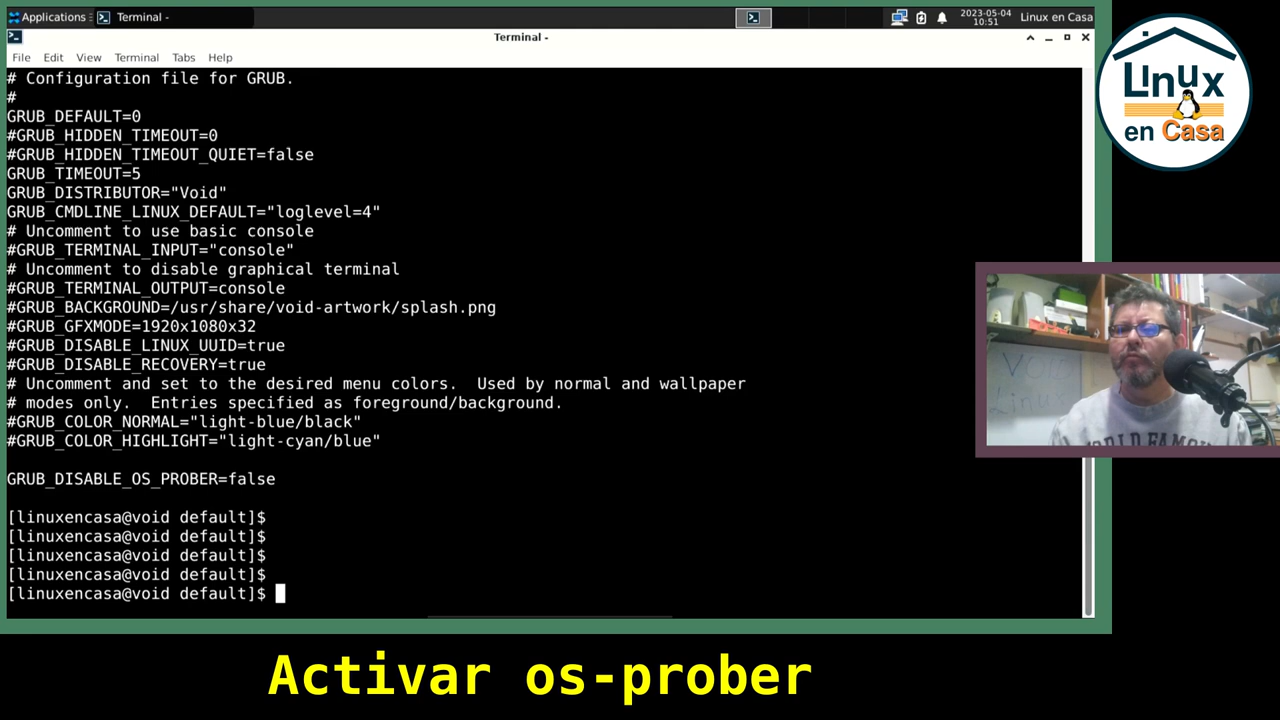 Applications
Terminal -
2023-05-04
10:51
Linux en Casa
Terminal -
File Edit View Terminal Tabs Help
# Configuration file for GRUB.
#
GRUB_DEFAULT=0
#GRUB_HIDDEN_TIMEOUT=0
#GRUB_HIDDEN_TIMEOUT_QUIET=false
GRUB_TIMEOUT=5
GRUB_DISTRIBUTOR="Void"
GRUB_CMDLINE_LINUX_DEFAULT="loglevel=4"
# Uncomment to use basic console
#GRUB_TERMINAL_INPUT="console"
# Uncomment to disable graphical terminal
#GRUB_TERMINAL_OUTPUT=console
#GRUB_BACKGROUND=/usr/share/void-artwork/splash.png
#GRUB_GFXMODE=1920x1080x32
#GRUB_DISABLE_LINUX_UUID=true
#GRUB_DISABLE_RECOVERY=true
# Uncomment and set to the desired menu colors.  Used by normal and wallpaper
# modes only.  Entries specified as foreground/background.
#GRUB_COLOR_NORMAL="light-blue/black"
#GRUB_COLOR_HIGHLIGHT="light-cyan/blue"
GRUB_DISABLE_OS_PROBER=false
[linuxencasa@void default]$
[linuxencasa@void default]$
[linuxencasa@void default]$
[linuxencasa@void default]$
[linuxencasa@void default]$
Linux
en Casa
VOID
Linux
WORLD FAMOU
Activar os-prober